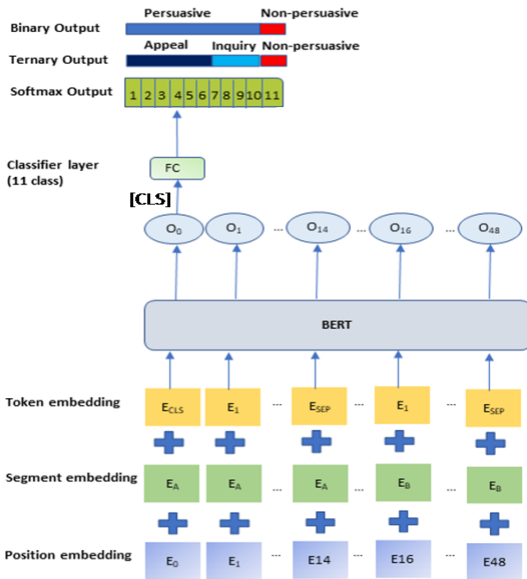 Persuasive Non-persuasive
Binary Output
Appeal Inquiry Non-persuasive
Ternary Output
Softmax Output 1 2 3 4 5 6 7 8 9 10 11
Classifier layer
(11 class)
FC
[CLS]
O0 O1 ... O14 ... O16 ... O48
BERT
Token embedding ECLS E1 ... ESEP ... E1 ... ESEP
Segment embedding EA EA ... EA ... EB ... EB
Position embedding E0 E1 ... E14 ... E16 ... E48